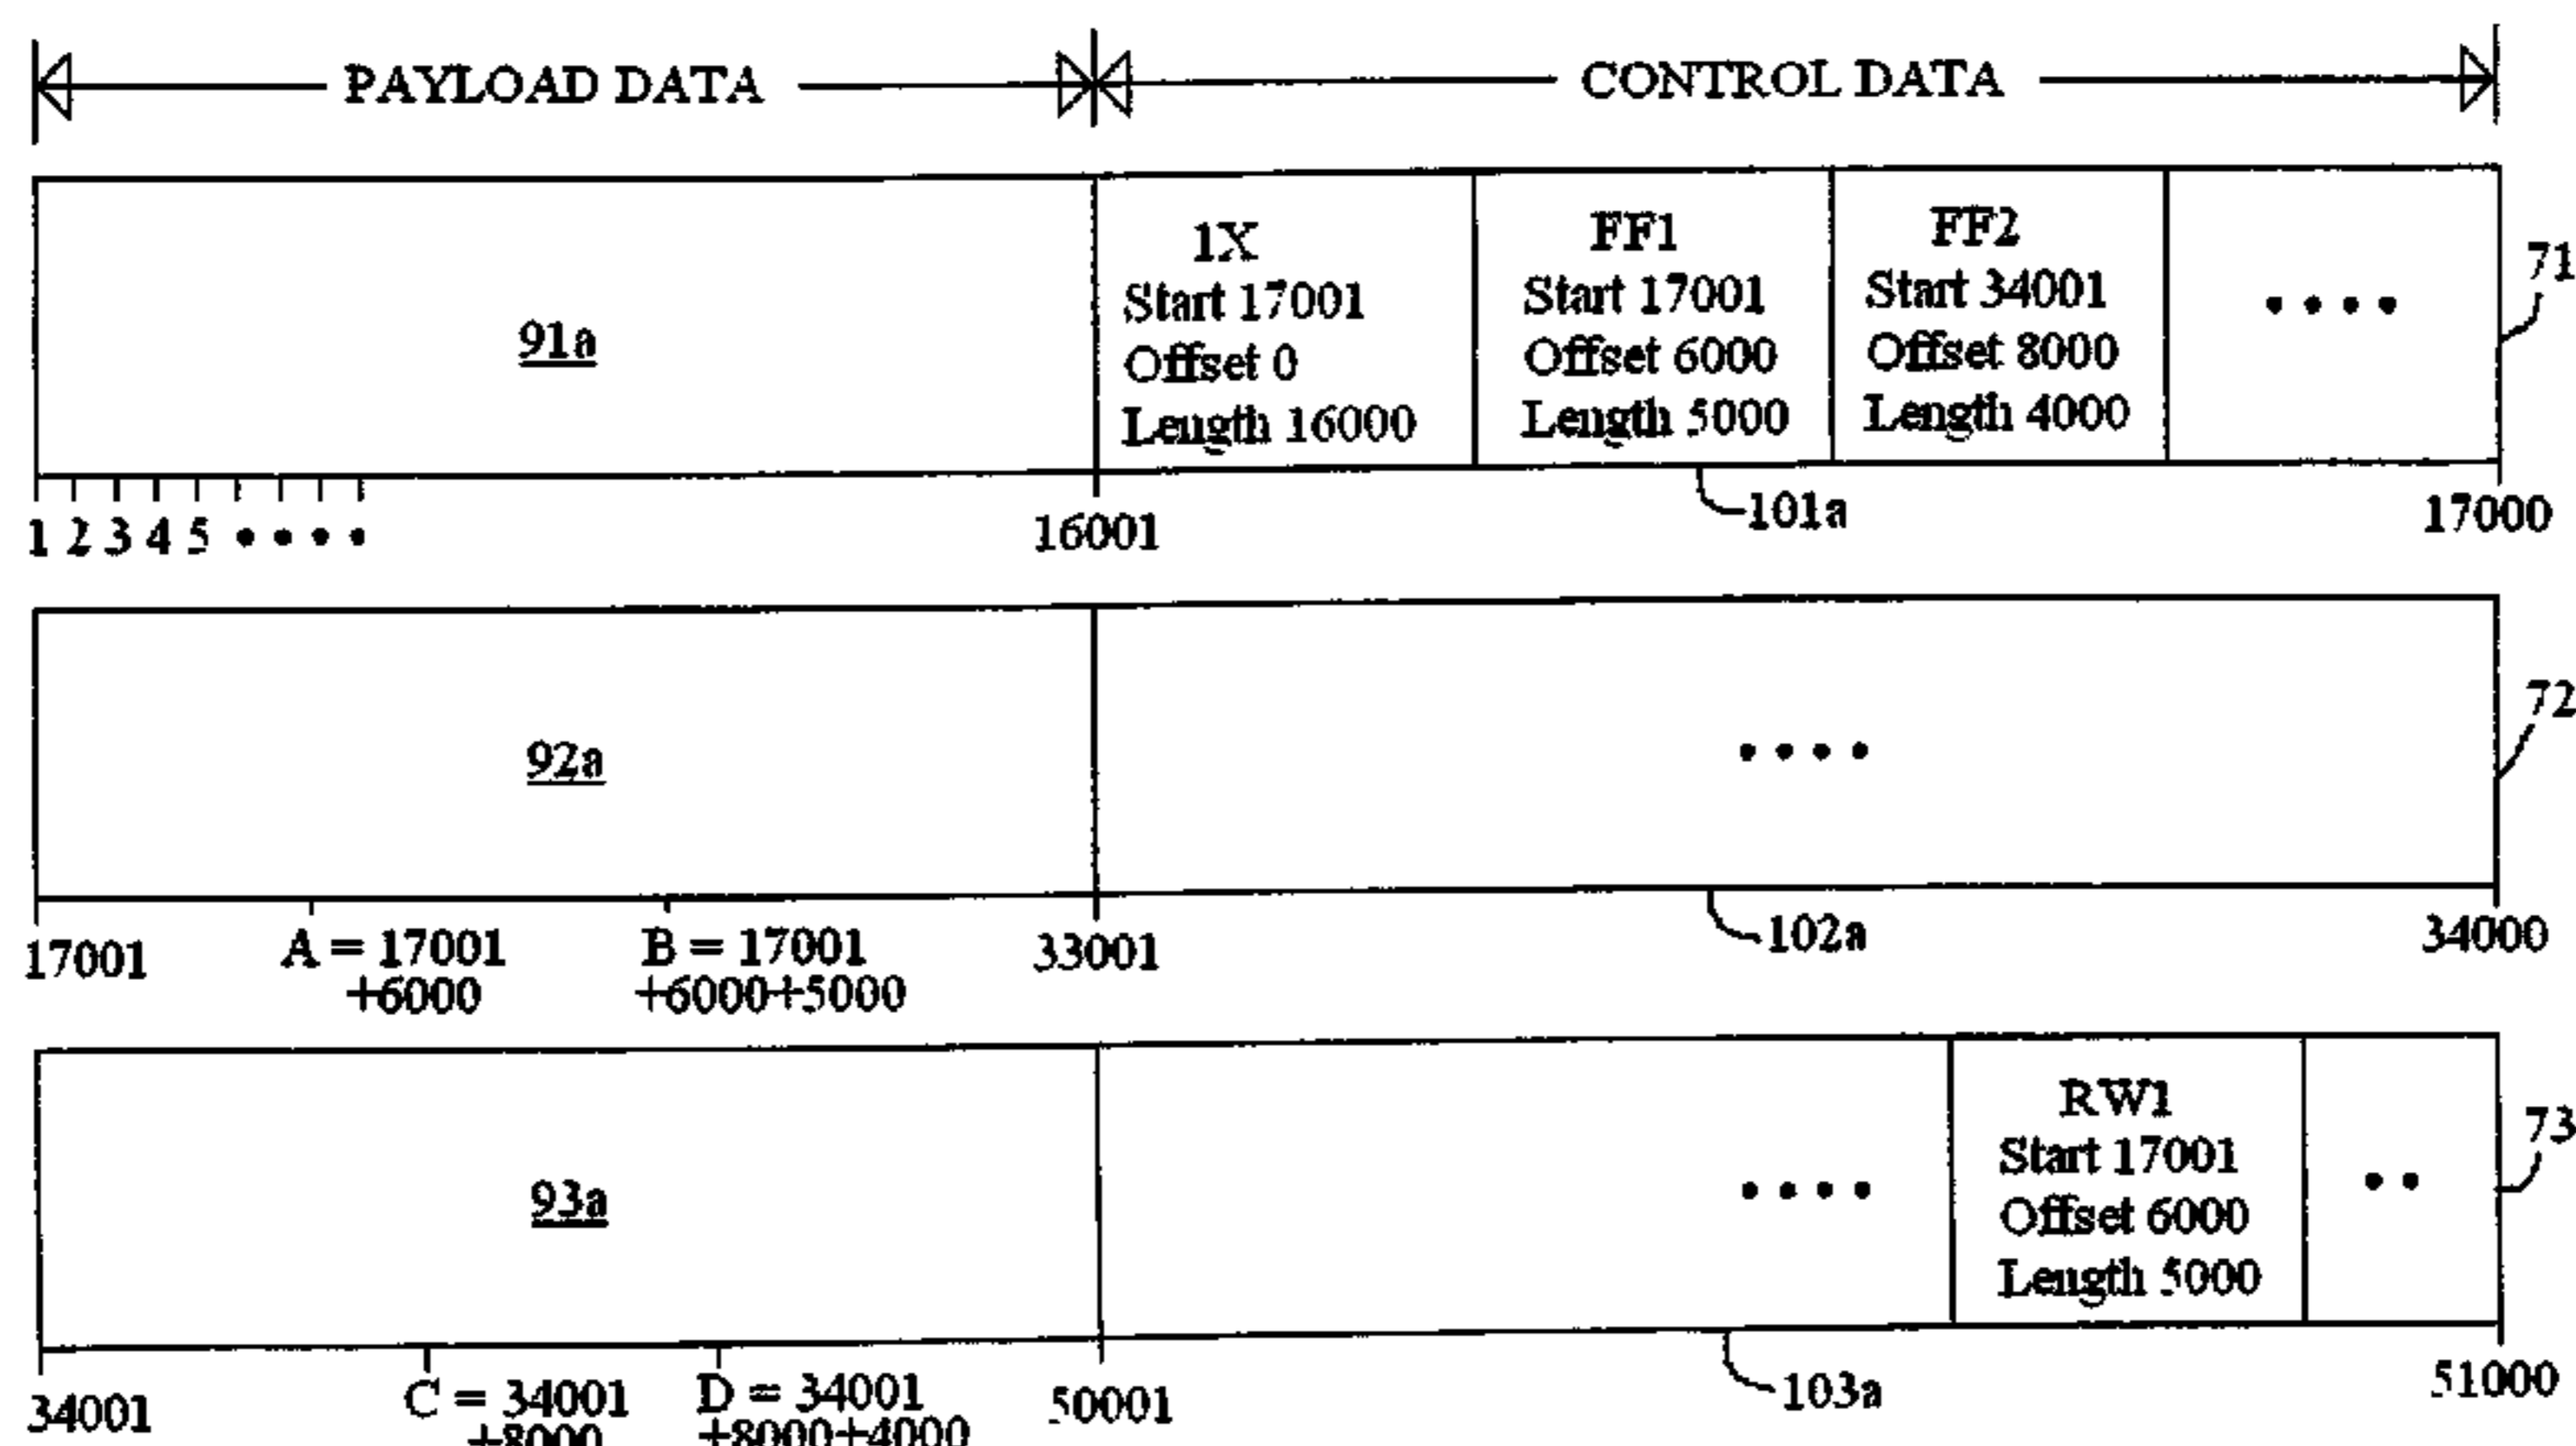 PAYLOAD DATA
CONTROL DATA
91a
1X
Start 17001
Offset 0
Length 16000
FF1
Start 17001
Offset 6000
Length 5000
FF2
Start 34001
Offset 8000
Length 4000
• • • •
71
1 2 3 4 5 • • • •
16001
101a
17000
92a
• • • •
72
17001
A = 17001
+6000
B = 17001
+6000+5000
33001
102a
34000
93a
• • • •
RW1
Start 17001
Offset 6000
Length 5000
• •
73
34001
C = 34001
+8000
D = 34001
+8000+4000
50001
103a
51000